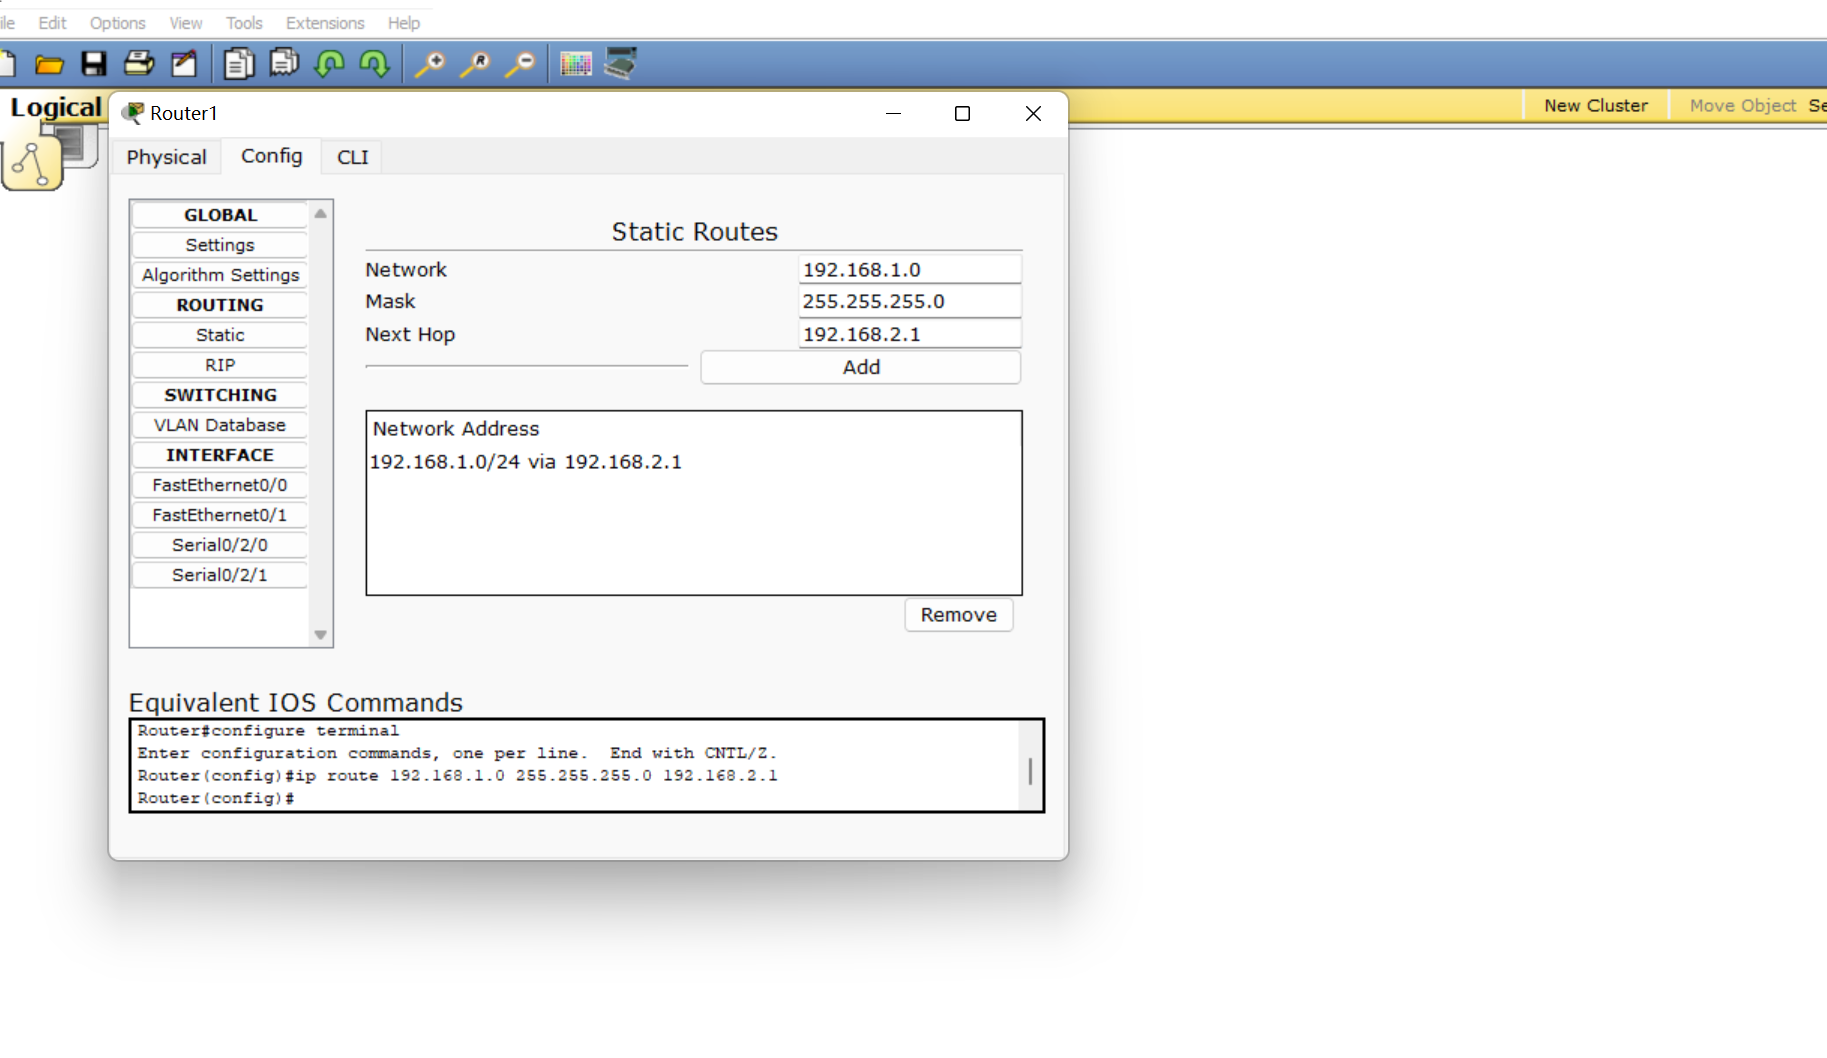 ile Edit Options View Tools Extensions Help
Logical New Cluster Move Object Se
Router1
Physical Config CLI
GLOBAL
Settings
Algorithm Settings
ROUTING
Static
RIP
SWITCHING
VLAN Database
INTERFACE
FastEthernet0/0
FastEthernet0/1
Serial0/2/0
Serial0/2/1
Static Routes
Network 192.168.1.0
Mask 255.255.255.0
Next Hop 192.168.2.1
Add
Network Address
192.168.1.0/24 via 192.168.2.1
Remove
Equivalent IOS Commands
Router#configure terminal
Enter configuration commands, one per line.  End with CNTL/Z.
Router(config)#ip route 192.168.1.0 255.255.255.0 192.168.2.1
Router(config)#